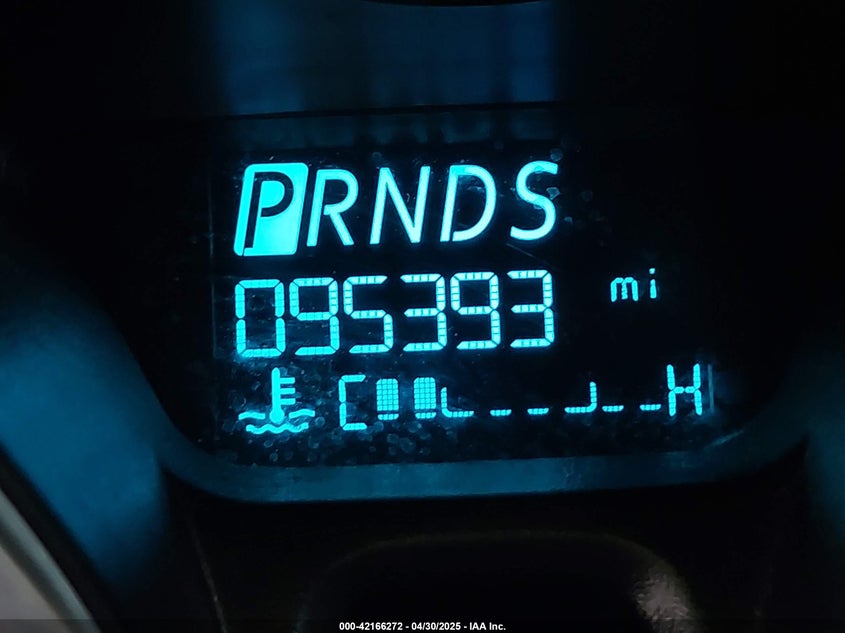 PRNDS
095393 mi
C H
000-42166272 - 04/30/2025 - IAA Inc.